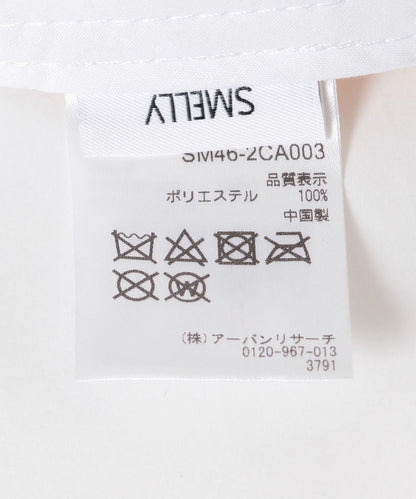 SMELLY
SM46-2CA003
品質表示
ポリエステル 100%
中国製
W
(株)アーバンリサーチ
0120-967-013
3791